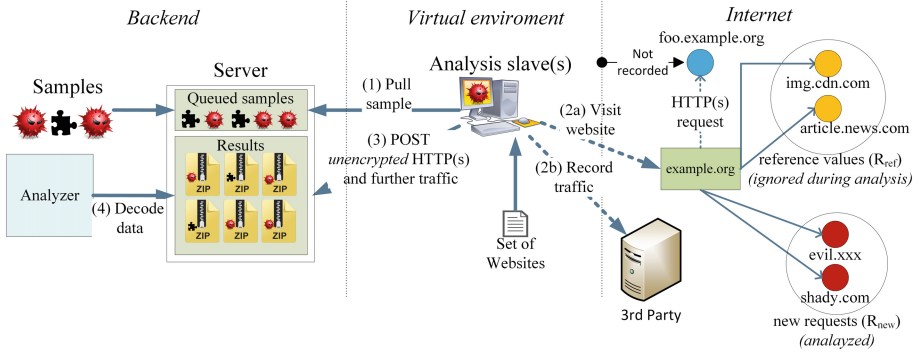 Backend
Virtual enviroment
Internet
Samples
Server
Queued samples
Results
ZIP
ZIP
ZIP
ZIP
ZIP
ZIP
Analyzer
(4) Decode
data
(1) Pull
sample
(3) POST
unencrypted HTTP(s)
and further traffic
Analysis slave(s)
(2a) Visit
website
(2b) Record
traffic
Set of
Websites
3rd Party
Not
recorded
foo.example.org
HTTP(s)
request
example.org
img.cdn.com
article.news.com
reference values (Rref)
(ignored during analysis)
evil.xxx
shady.com
new requests (Rnew)
(analayzed)